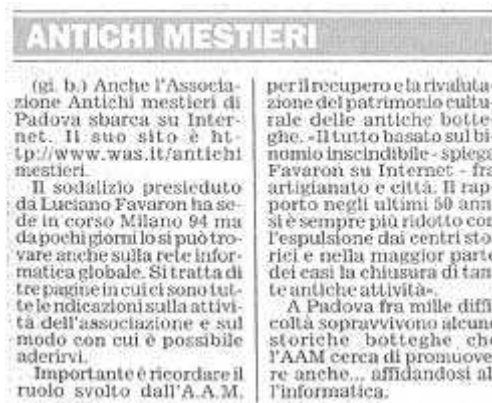 ANTICHI MESTIERI
(gi. b.) Anche l'Associa-
zione Antichi mestieri di
Padova sbarca su Inter-
net. Il suo sito è ht-
tp://www.was.it/antichi
mestieri.
Il sodalizio presieduto
da Luciano Favaron ha se-
de in corso Milano 94 ma
da pochi giorni lo si può tro-
vare anche sulla rete infor-
matica globale. Si tratta di
tre pagine in cui ci sono tut-
te le ndicazioni sulla attivi-
tà dell'associazione e sul
modo con cui è possibile
aderirvi.
Importante è ricordare il
ruolo svolto dall'A.A.M.
per il recupero e la rivaluta-
zione del patrimonio cultu-
rale delle antiche botte-
ghe. «Il tutto basato sul bi-
nomio inscindibile - spiega
Favaron su Internet - fra
artigianato e città. Il rap-
porto negli ultimi 50 ann
si è sempre più ridotto con
l'espulsione dai centri sto
rici e nella maggior parte
dei casi la chiusura di tan
te antiche attività».
A Padova fra mille diffi
coltà sopravvivono alcune
storiche botteghe che
l'AAM cerca di promuove
re anche... affidandosi al
l'informatica.